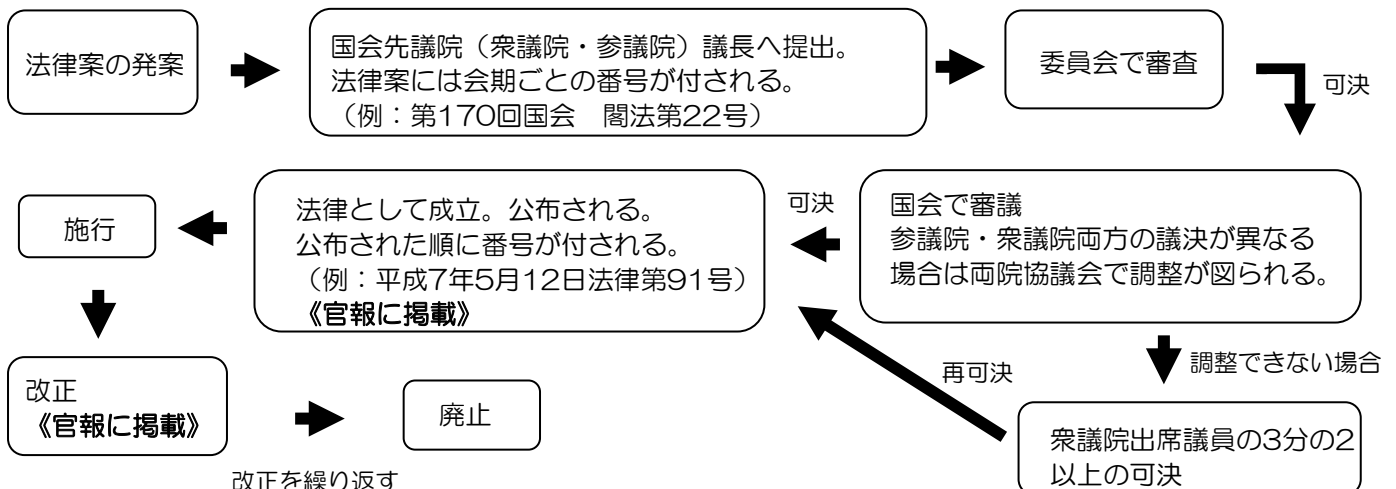 法律案の発案
国会先議院（衆議院・参議院）議長へ提出。
法律案には会期ごとの番号が付される。
（例：第170回国会　閣法第22号）
委員会で審査
可決
国会で審議
参議院・衆議院両方の議決が異なる
場合は両院協議会で調整が図られる。
可決
法律として成立。公布される。
公布された順に番号が付される。
（例：平成7年5月12日法律第91号）
《官報に掲載》
施行
調整できない場合
衆議院出席議員の3分の2
以上の可決
再可決
改正
《官報に掲載》
廃止
改正を繰り返す